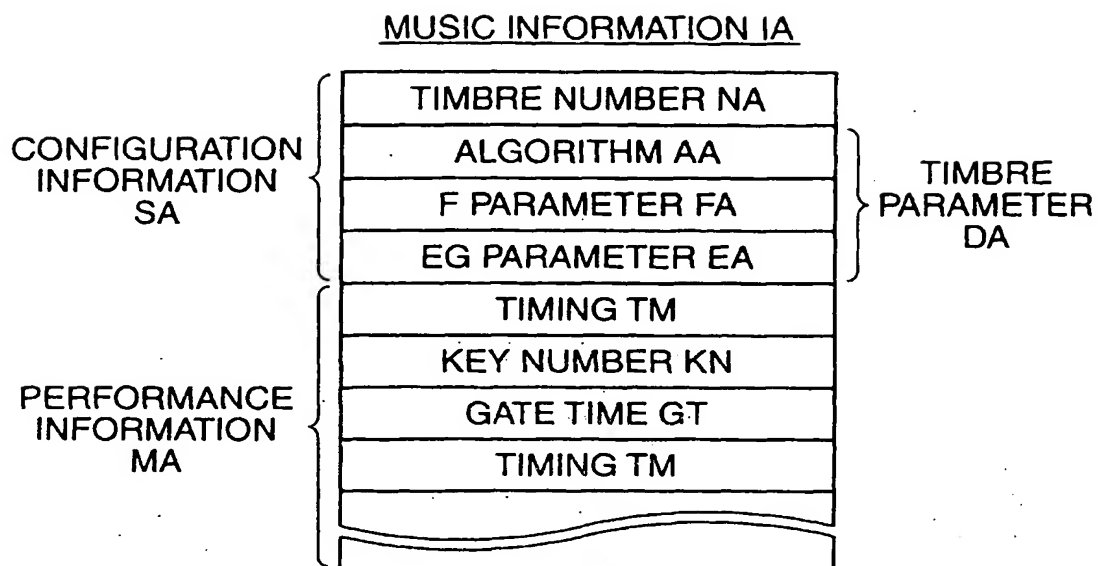 MUSIC INFORMATION IA
TIMBRE NUMBER NA
ALGORITHM AA
F PARAMETER FA
EG PARAMETER EA
TIMING TM
KEY NUMBER KN
GATE TIME GT
TIMING TM
CONFIGURATION
INFORMATION
SA
PERFORMANCE
INFORMATION
MA
TIMBRE
PARAMETER
DA